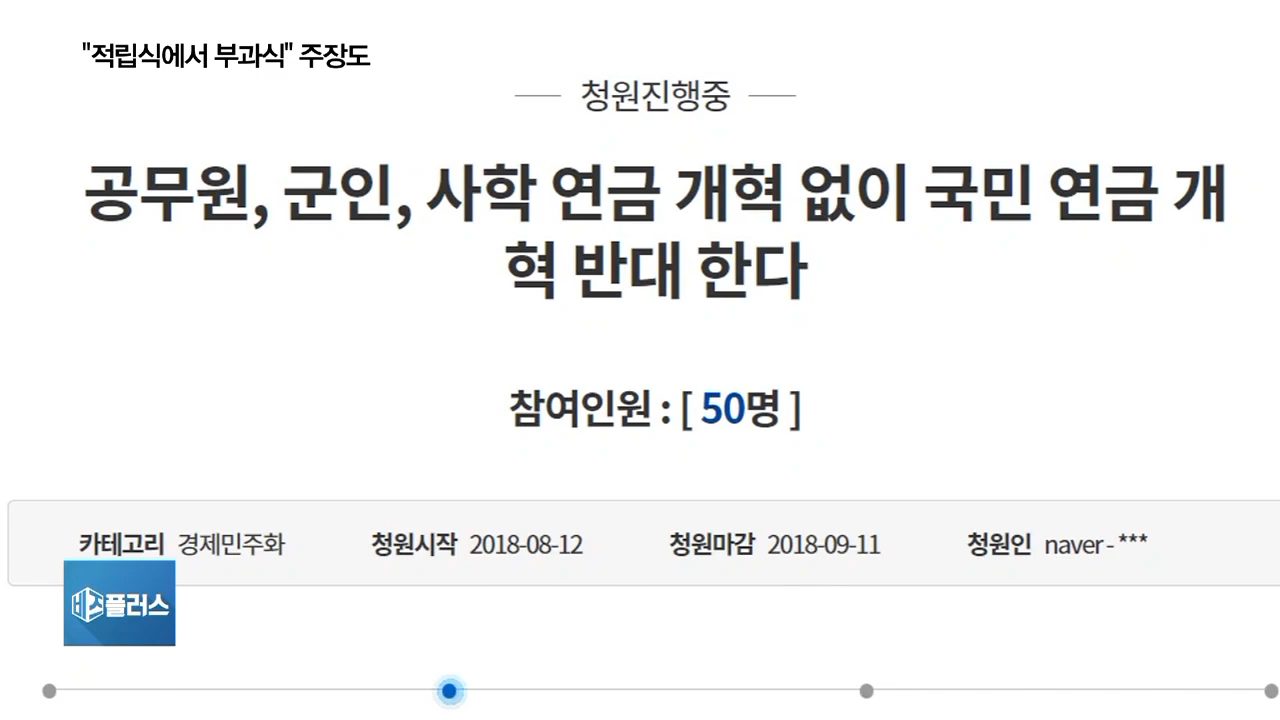 "적립식에서 부과식" 주장도
청원진행중
공무원, 군인, 사학 연금 개혁 없이 국민 연금 개
혁 반대 한다
참여인원 : [ 50명 ]
카테고리 경제민주화 청원시작 2018-08-12 청원마감 2018-09-11 청원인 naver - ***
비즈플러스